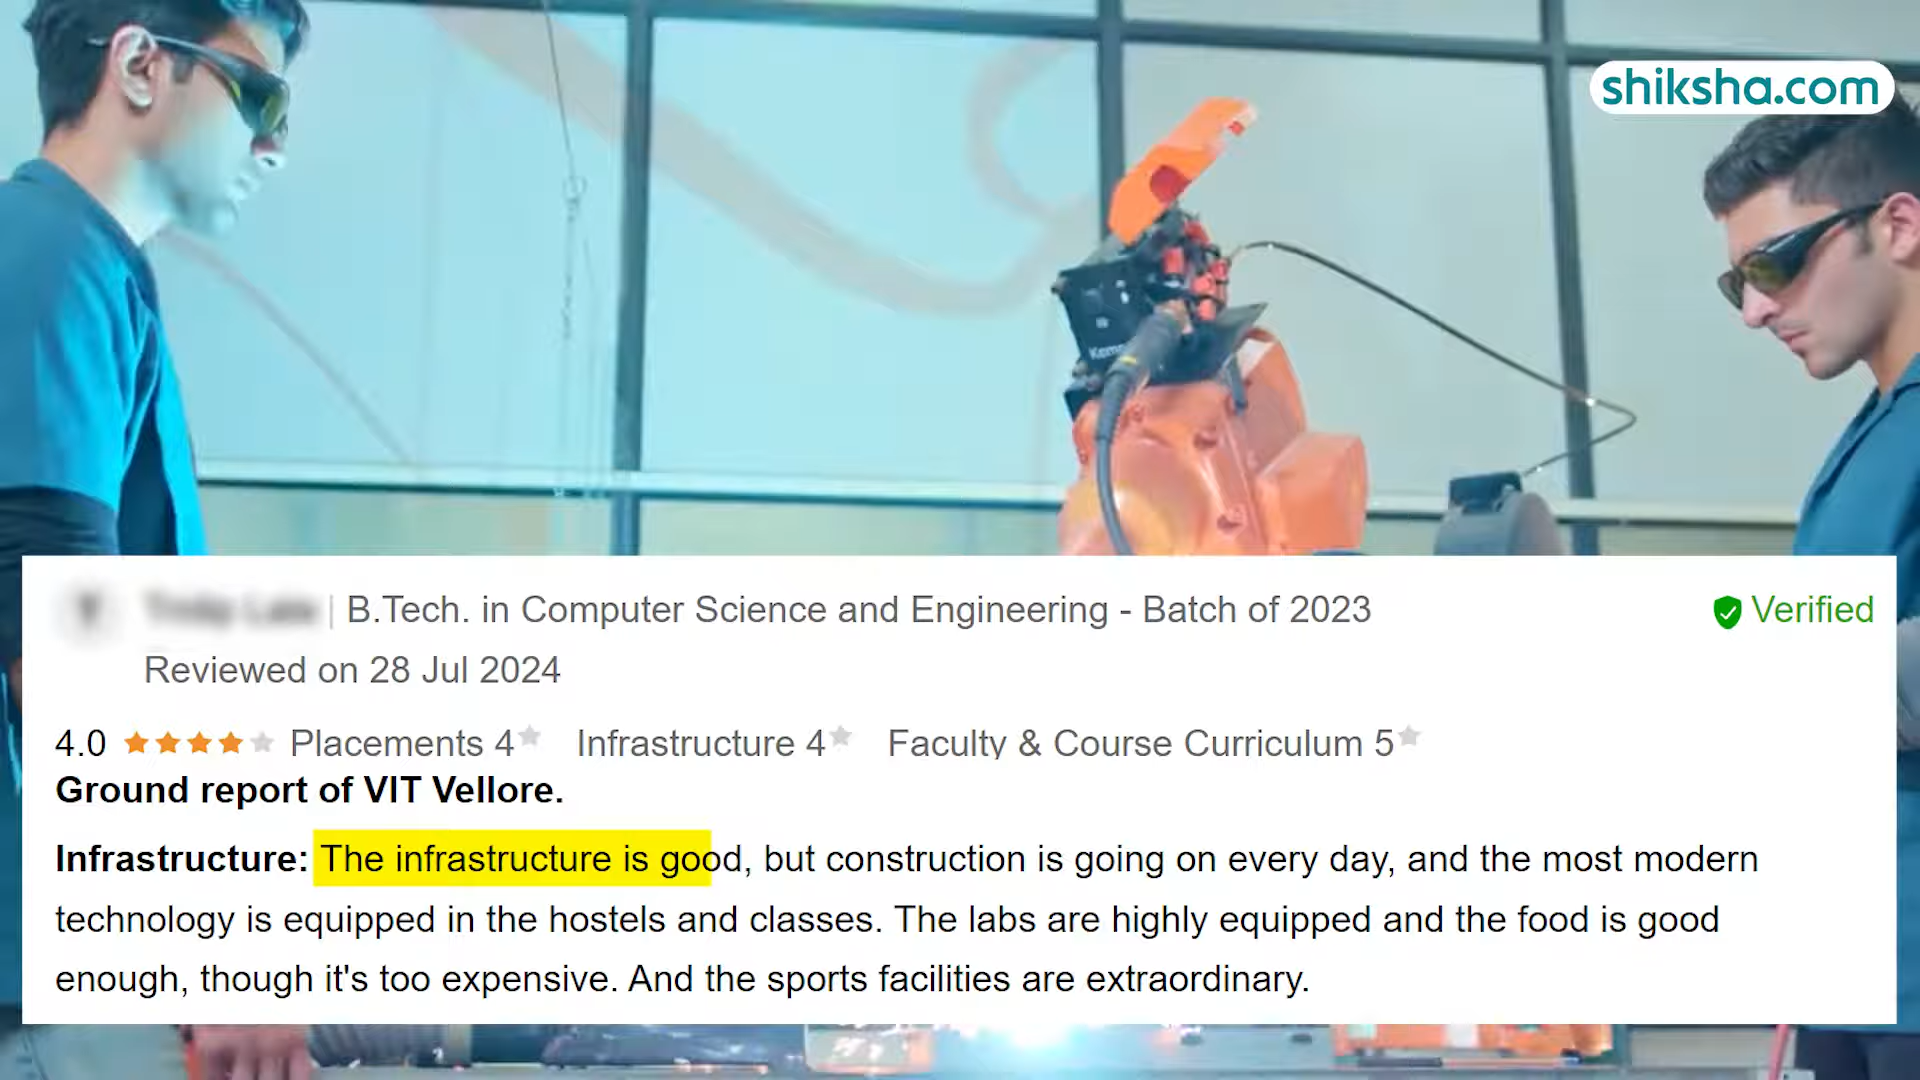 shiksha.com
| B.Tech. in Computer Science and Engineering - Batch of 2023
Verified
Reviewed on 28 Jul 2024
4.0 Placements 4 Infrastructure 4 Faculty & Course Curriculum 5
Ground report of VIT Vellore.
Infrastructure: The infrastructure is good, but construction is going on every day, and the most modern
technology is equipped in the hostels and classes. The labs are highly equipped and the food is good
enough, though it's too expensive. And the sports facilities are extraordinary.